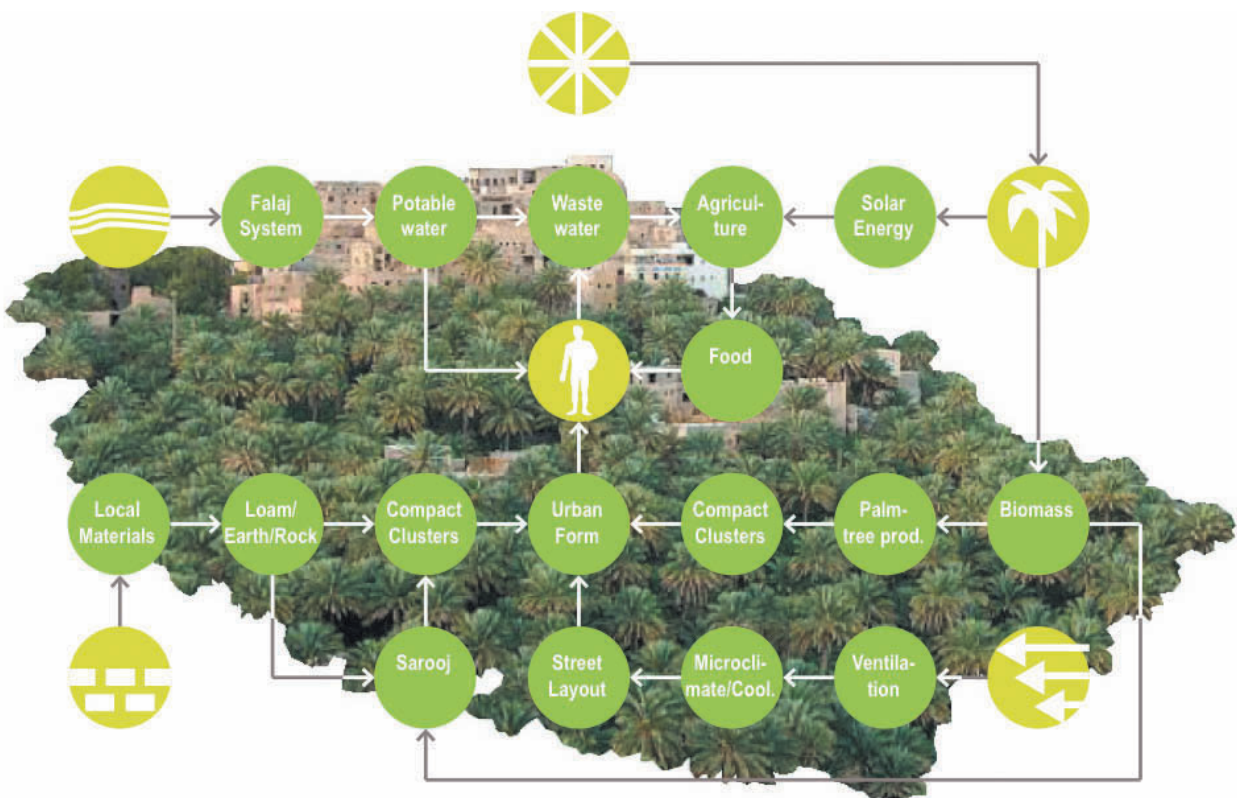 Falaj
System
Potable
water
Waste
water
Agricul-
ture
Solar
Energy
Food
Local
Materials
Loam/
Earth/Rock
Compact
Clusters
Urban
Form
Compact
Clusters
Palm-
tree prod.
Biomass
Sarooj
Street
Layout
Microcli-
mate/Cool.
Ventila-
tion